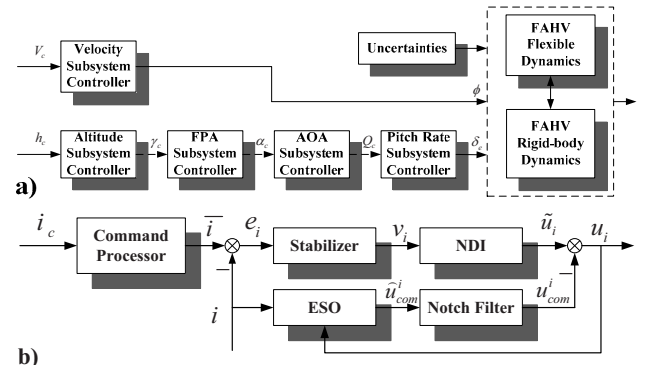 V_c
Velocity
Subsystem
Controller
Uncertainties
FAHV
Flexible
Dynamics
ϕ
h_c
Altitude
Subsystem
Controller
γ_c
FPA
Subsystem
Controller
α_c
AOA
Subsystem
Controller
Q_c
Pitch Rate
Subsystem
Controller
δ_e
FAHV
Rigid-body
Dynamics
a)
i_c
Command
Processor
i̅
e_i
Stabilizer
v_i
NDI
ũ_i
u_i
−
−
i
ESO
û^i_com
Notch Filter
u^i_com
b)